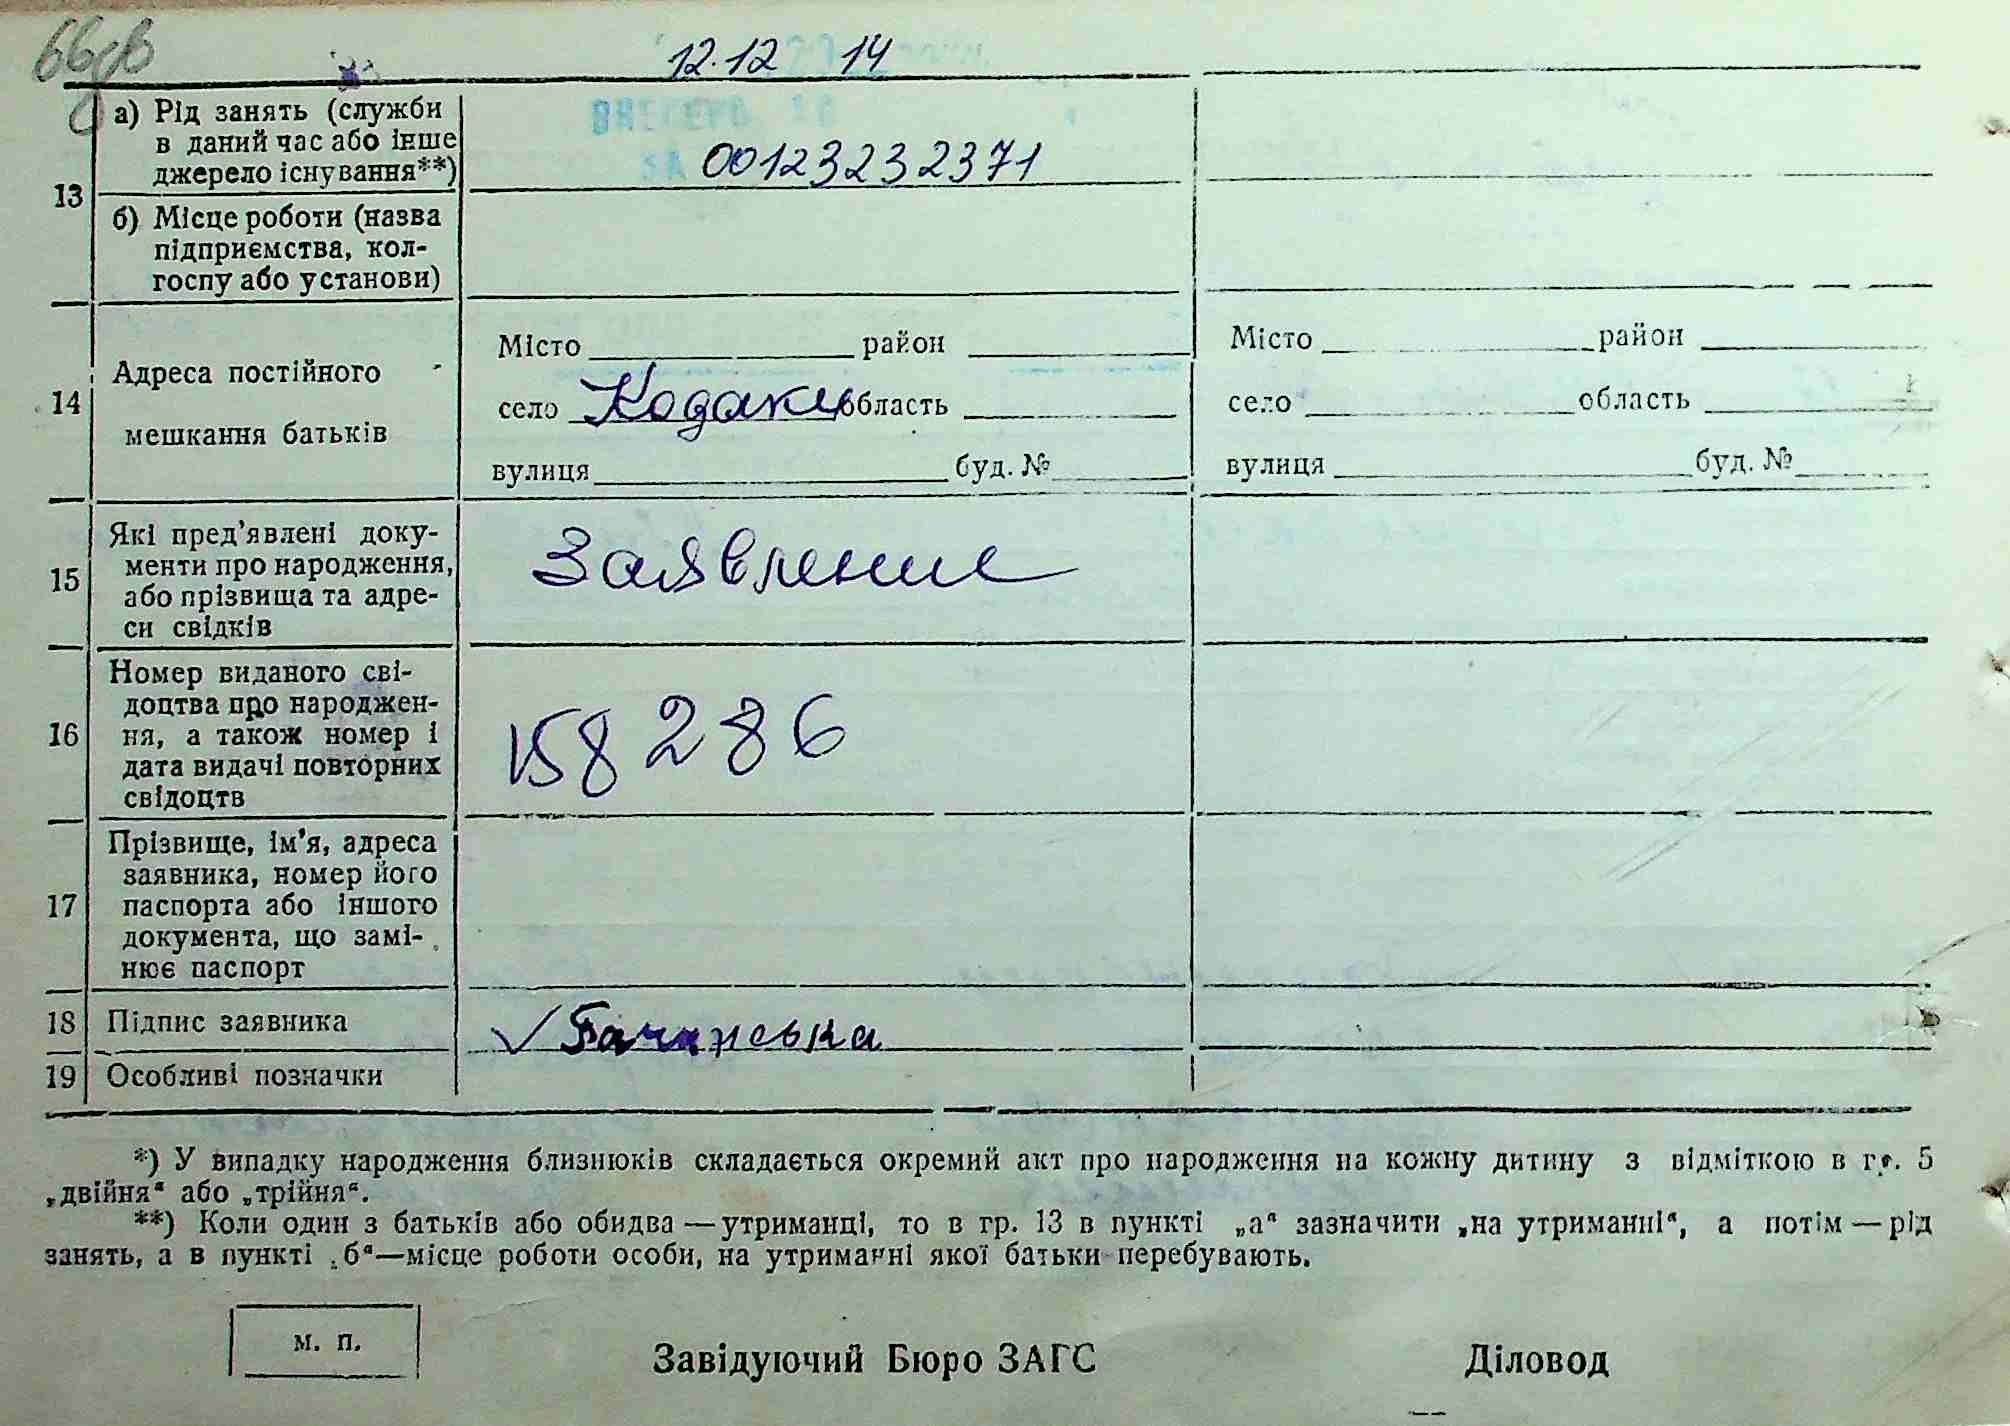 12.12 14
13
а) Рід занять (служби
в даний час або інше
джерело існування**)
00123232371
б) Місце роботи (назва
підприємства, кол-
госпу або установи)
14
Адреса постійного
мешкання батьків
Місто район
село Кодаки область
вулиця буд. №
Місто район
село область
вулиця буд. №
15
Які пред'явлені доку-
менти про народження,
або прізвища та адре-
си свідків
Заявление
16
Номер виданого сві-
доцтва про народжен-
ня, а також номер і
дата видачі повторних
свідоцтв
158286
17
Прізвище, ім'я, адреса
заявника, номер його
паспорта або іншого
документа, що замі-
нює паспорт
18
Підпис заявника
Бачинська
19
Особливі позначки
*) У випадку народження близнюків складається окремий акт про народження на кожну дитину з відміткою в гр. 5
„двійня“ або „трійня“.
**) Коли один з батьків або обидва — утриманці, то в гр. 13 в пункті „а“ зазначити „на утриманні“, а потім — рід
занять, а в пункті „б“—місце роботи особи, на утриманні якої батьки перебувають.
м. п.
Завідуючий Бюро ЗАГС
Діловод